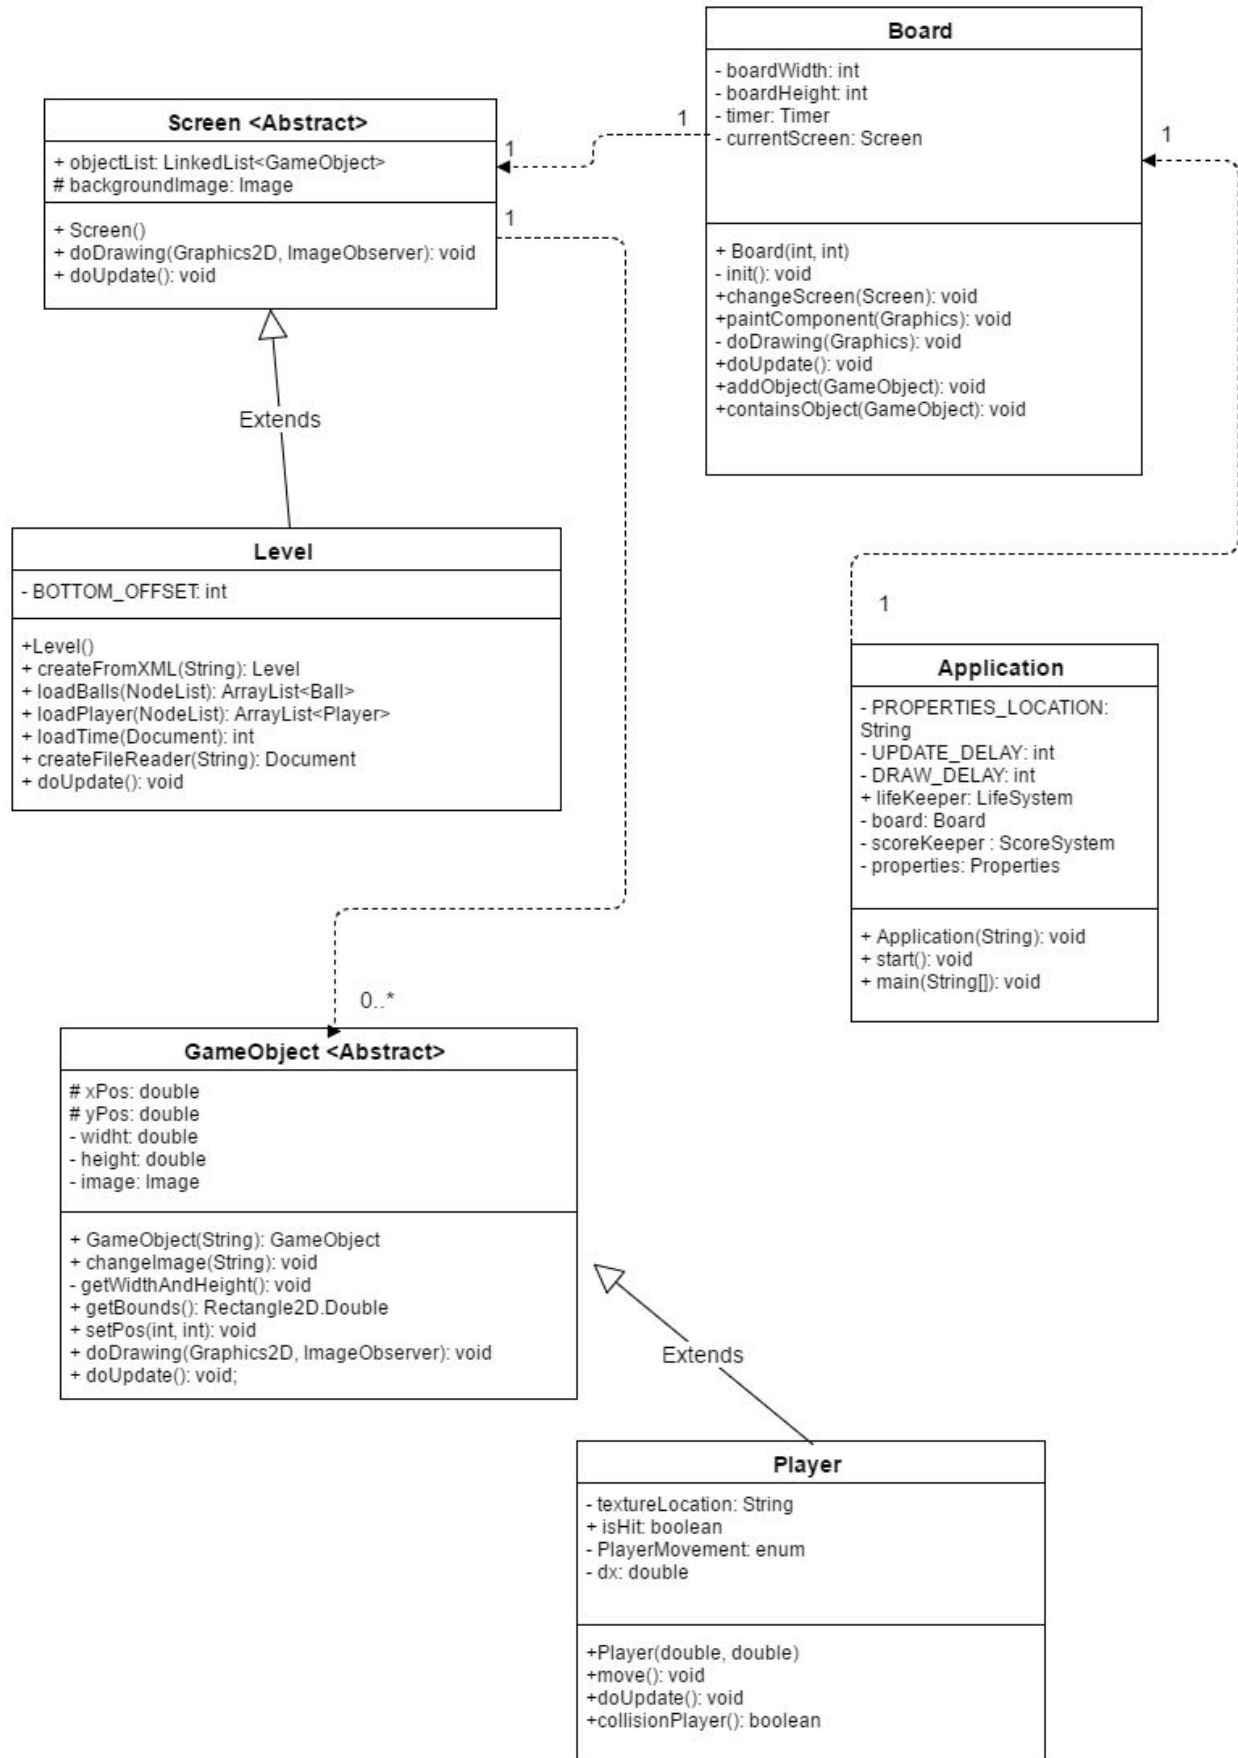 Board
- boardWidth: int
- boardHeight: int
- timer: Timer
- currentScreen: Screen
+ Board(int, int)
- init(): void
+changeScreen(Screen): void
+paintComponent(Graphics): void
- doDrawing(Graphics): void
+doUpdate(): void
+addObject(GameObject): void
+containsObject(GameObject): void
1
1
1
Screen <Abstract>
+ objectList: LinkedList<GameObject>
# backgroundImage: Image
+ Screen()
+ doDrawing(Graphics2D, ImageObserver): void
+ doUpdate(): void
1
Extends
Level
- BOTTOM_OFFSET: int
+Level()
+ createFromXML(String): Level
+ loadBalls(NodeList): ArrayList<Ball>
+ loadPlayer(NodeList): ArrayList<Player>
+ loadTime(Document): int
+ createFileReader(String): Document
+ doUpdate(): void
1
Application
- PROPERTIES_LOCATION:
String
- UPDATE_DELAY: int
- DRAW_DELAY: int
+ lifeKeeper: LifeSystem
- board: Board
- scoreKeeper : ScoreSystem
- properties: Properties
+ Application(String): void
+ start(): void
+ main(String[]): void
0..*
GameObject <Abstract>
# xPos: double
# yPos: double
- widht: double
- height: double
- image: Image
+ GameObject(String): GameObject
+ changeImage(String): void
- getWidthAndHeight(): void
+ getBounds(): Rectangle2D.Double
+ setPos(int, int): void
+ doDrawing(Graphics2D, ImageObserver): void
+ doUpdate(): void;
Extends
Player
- textureLocation: String
+ isHit: boolean
- PlayerMovement: enum
- dx: double
+Player(double, double)
+move(): void
+doUpdate(): void
+collisionPlayer(): boolean